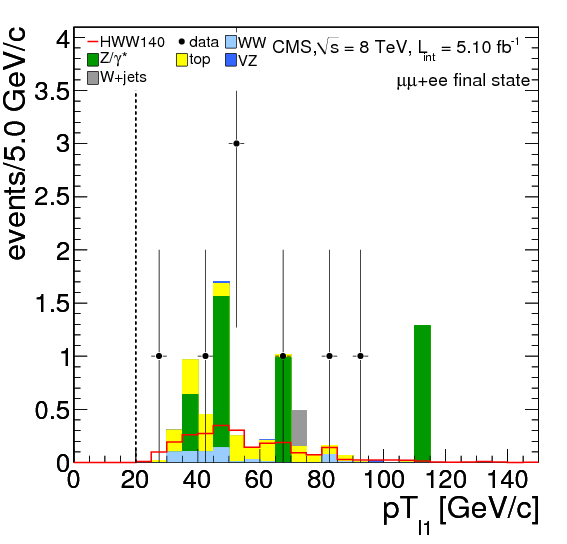 HWW140 data WW CMS,√s = 8 TeV, L_int = 5.10 fb⁻¹
Z/γ* top VZ
W+jets
μμ+ee final state
events/5.0 GeV/c
4
3.5
3
2.5
2
1.5
1
0.5
0
0 20 40 60 80 100 120 140
pT_l1 [GeV/c]